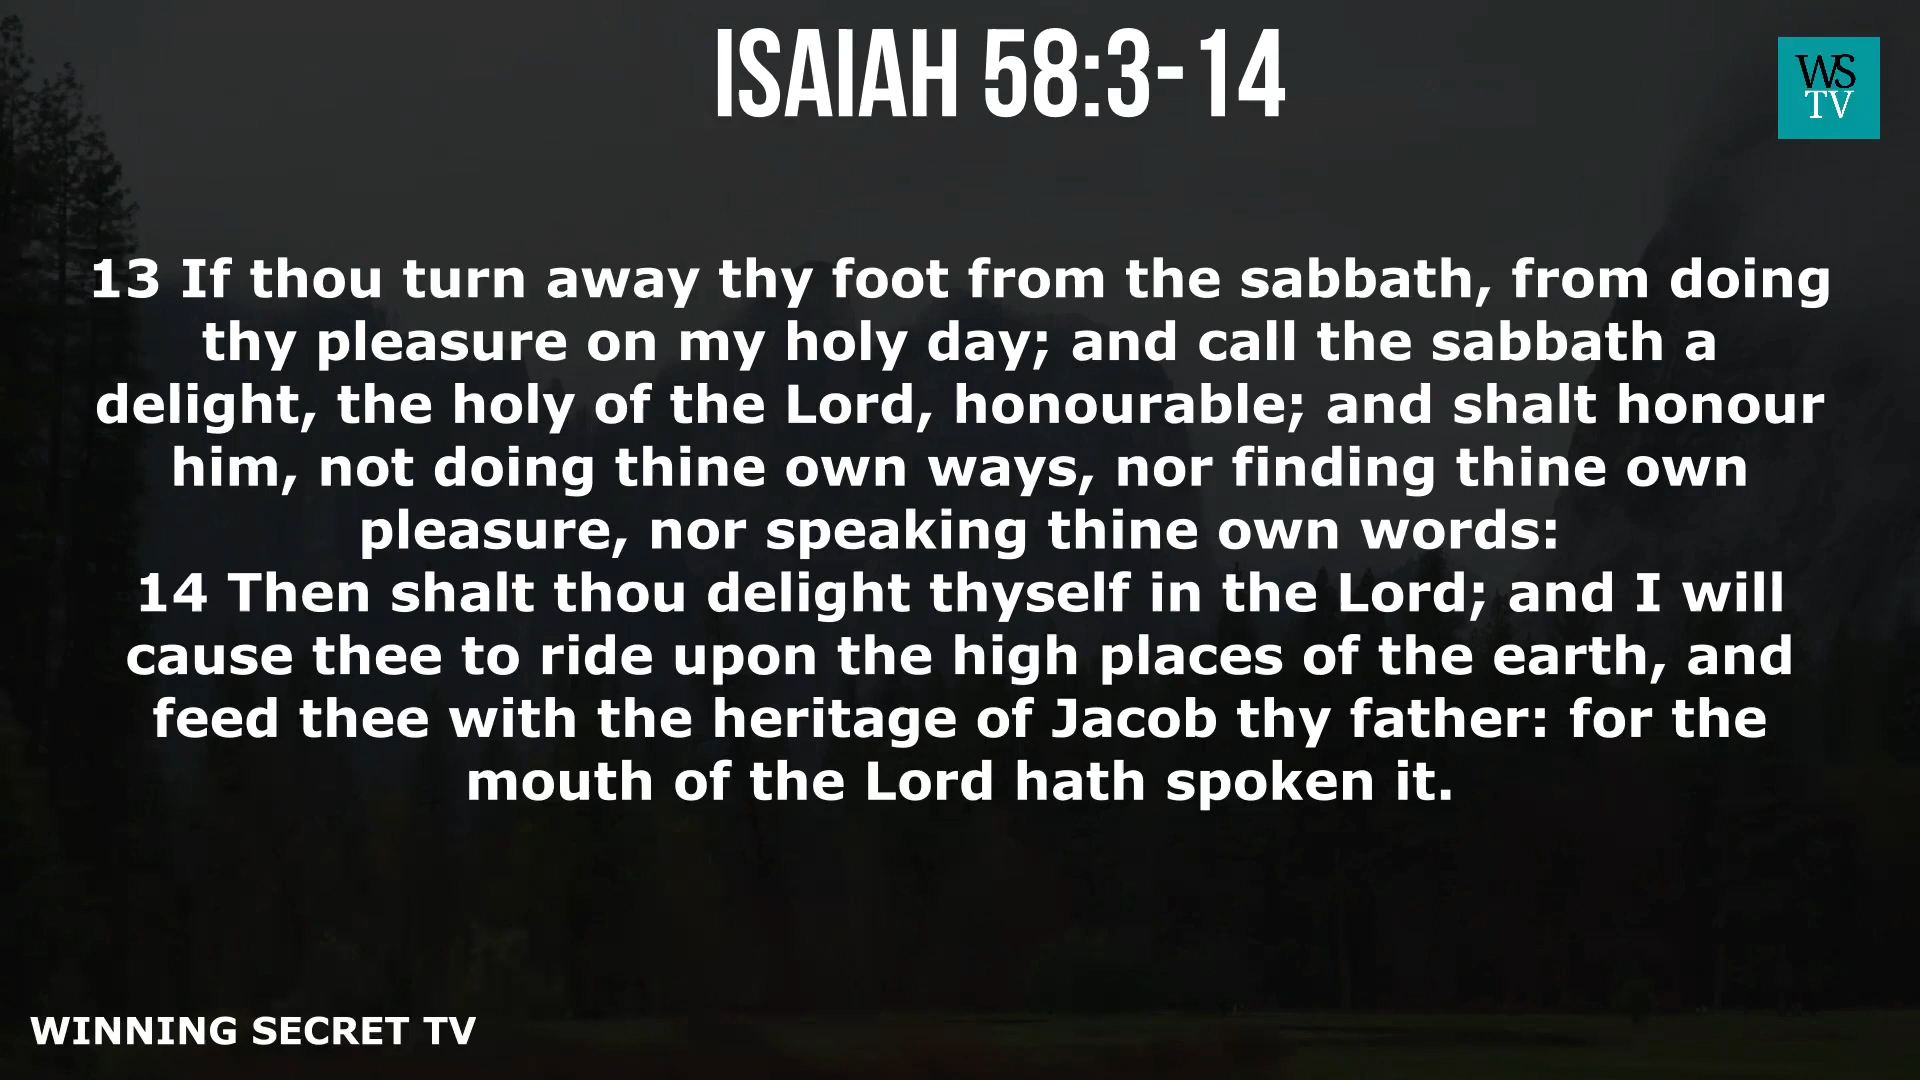 ISAIAH 58:3-14
WS
TV
13 If thou turn away thy foot from the sabbath, from doing
thy pleasure on my holy day; and call the sabbath a
delight, the holy of the Lord, honourable; and shalt honour
him, not doing thine own ways, nor finding thine own
pleasure, nor speaking thine own words:
14 Then shalt thou delight thyself in the Lord; and I will
cause thee to ride upon the high places of the earth, and
feed thee with the heritage of Jacob thy father: for the
mouth of the Lord hath spoken it.
WINNING SECRET TV